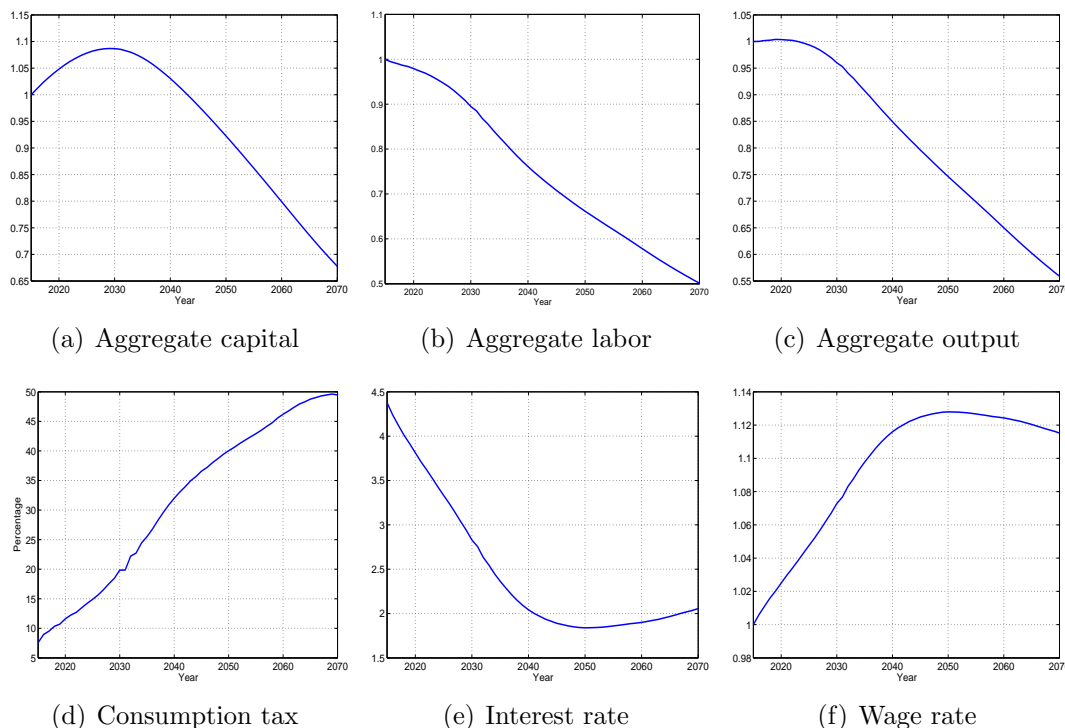 1.15
1.1
1.05
1
0.95
0.9
0.85
0.8
0.75
0.7
0.65
2020 2030 2040 2050 2060 2070
Year
(a) Aggregate capital
1.1
1
0.9
0.8
0.7
0.6
0.5
2020 2030 2040 2050 2060 2070
Year
(b) Aggregate labor
1.05
1
0.95
0.9
0.85
0.8
0.75
0.7
0.65
0.6
0.55
2020 2030 2040 2050 2060 2070
Year
(c) Aggregate output
50
45
40
35
30
25
20
15
10
5
Percentage
2020 2030 2040 2050 2060 2070
Year
(d) Consumption tax
4.5
4
3.5
3
2.5
2
1.5
2020 2030 2040 2050 2060 2070
Year
(e) Interest rate
1.14
1.12
1.1
1.08
1.06
1.04
1.02
1
0.98
2020 2030 2040 2050 2060 2070
Year
(f) Wage rate